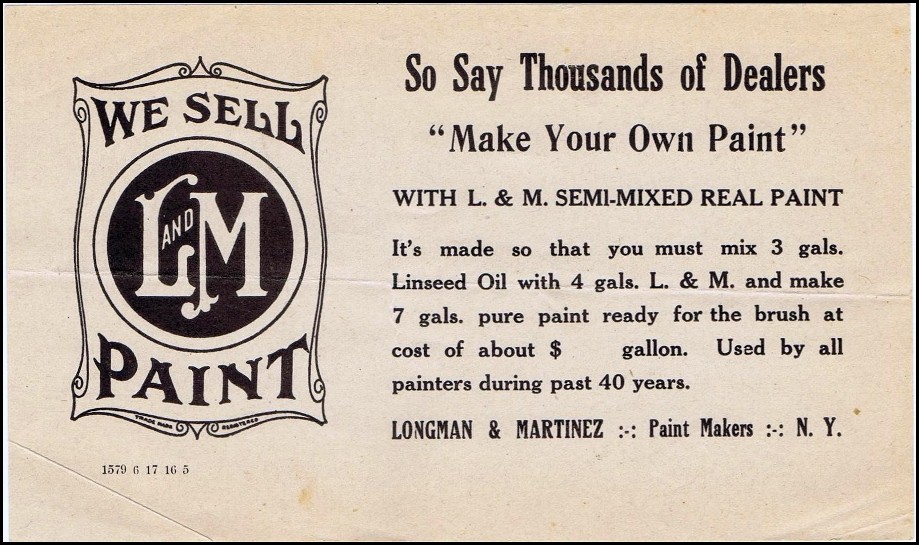 WE SELL
L AND M
PAINT
TRADE MARK REGISTERED
1579 6 17 16 5
So Say Thousands of Dealers
“Make Your Own Paint”
WITH L. & M. SEMI-MIXED REAL PAINT
It's made so that you must mix 3 gals.
Linseed Oil with 4 gals. L. & M. and make
7 gals. pure paint ready for the brush at
cost of about $ gallon. Used by all
painters during past 40 years.
LONGMAN & MARTINEZ :-: Paint Makers :-: N. Y.